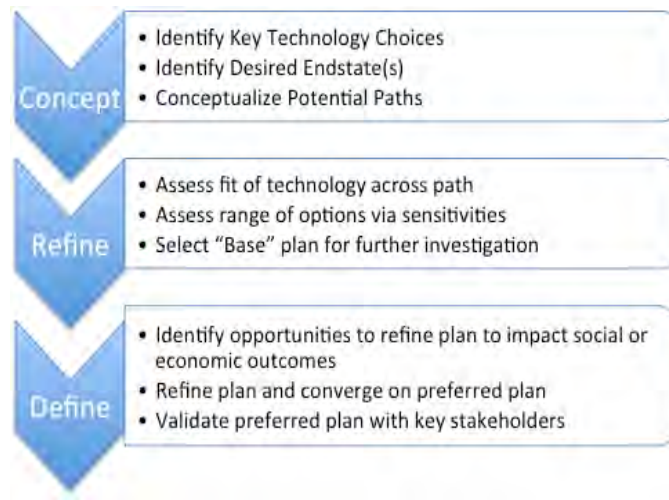 Concept
• Identify Key Technology Choices
• Identify Desired Endstate(s)
• Conceptualize Potential Paths
Refine
• Assess fit of technology across path
• Assess range of options via sensitivities
• Select “Base” plan for further investigation
Define
• Identify opportunities to refine plan to impact social or
economic outcomes
• Refine plan and converge on preferred plan
• Validate preferred plan with key stakeholders